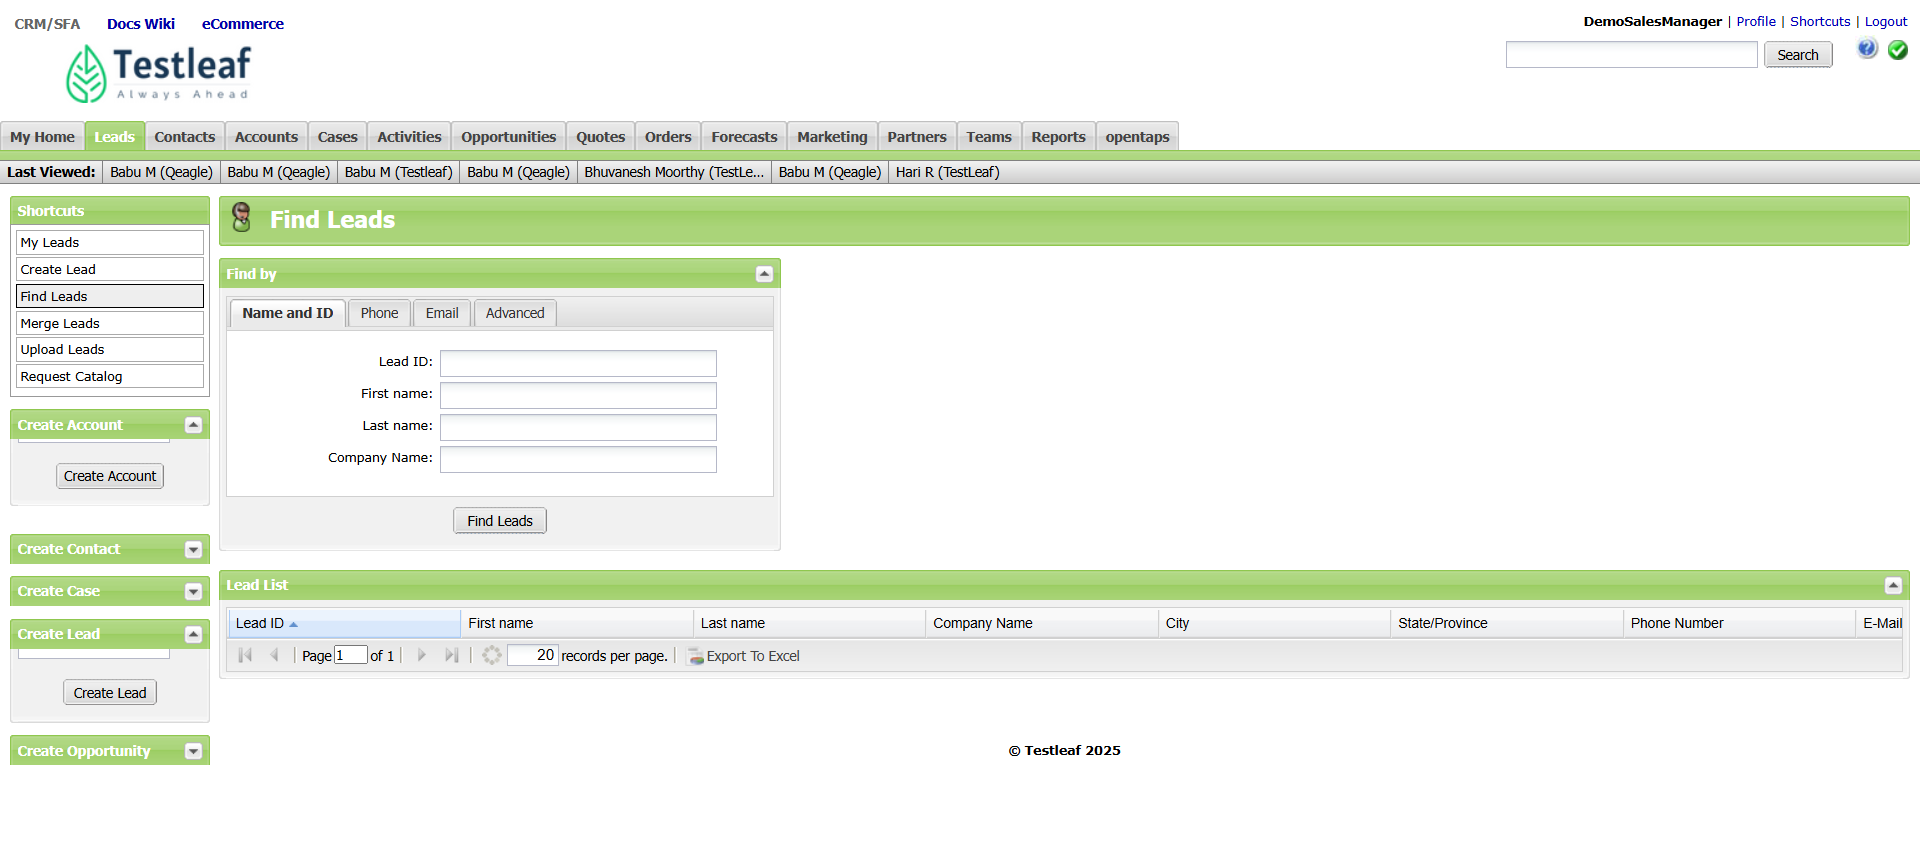 CRM/SFA Docs Wiki eCommerce
DemoSalesManager | Profile | Shortcuts | Logout
Search
Testleaf
Always Ahead
My Home Leads Contacts Accounts Cases Activities Opportunities Quotes Orders Forecasts Marketing Partners Teams Reports opentaps
Last Viewed: Babu M (Qeagle) Babu M (Qeagle) Babu M (Testleaf) Babu M (Qeagle) Bhuvanesh Moorthy (TestLe... Babu M (Qeagle) Hari R (TestLeaf)
Shortcuts
My Leads
Create Lead
Find Leads
Merge Leads
Upload Leads
Request Catalog
Create Account
Create Account
Create Contact
Create Case
Create Lead
Create Lead
Create Opportunity
Find Leads
Find by
Name and ID Phone Email Advanced
Lead ID:
First name:
Last name:
Company Name:
Find Leads
Lead List
Lead ID First name Last name Company Name City State/Province Phone Number E-Mail
Page 1 of 1 20 records per page. Export To Excel
© Testleaf 2025